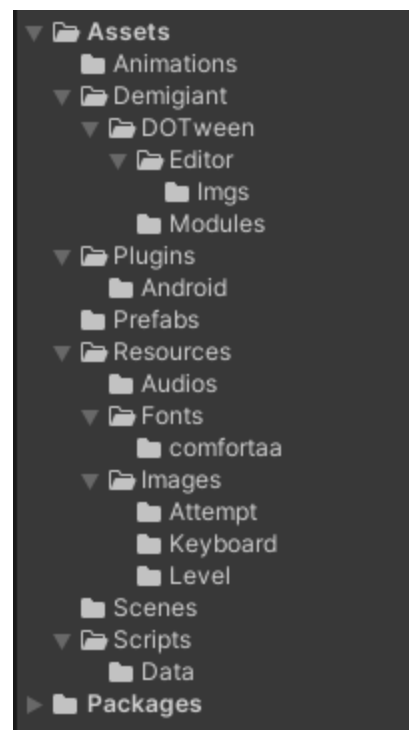 Assets
Animations
Demigiant
DOTween
Editor
Imgs
Modules
Plugins
Android
Prefabs
Resources
Audios
Fonts
comfortaa
Images
Attempt
Keyboard
Level
Scenes
Scripts
Data
Packages